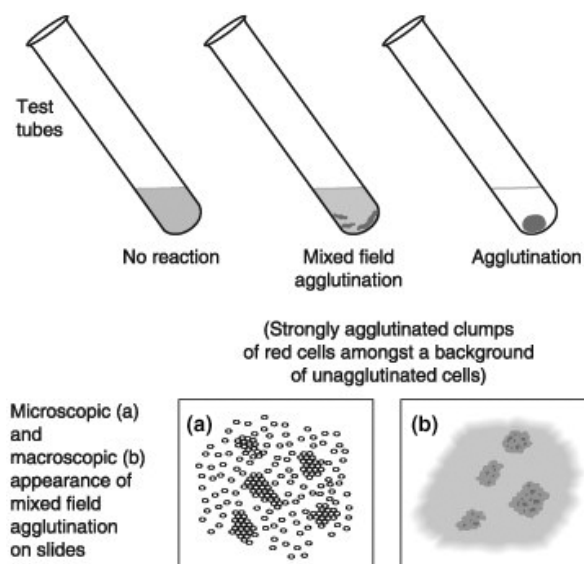 Test
tubes
No reaction
Mixed field
agglutination
Agglutination
(Strongly agglutinated clumps
of red cells amongst a background
of unagglutinated cells)
Microscopic (a)
and
macroscopic (b)
appearance of
mixed field
agglutination
on slides
(a)
(b)